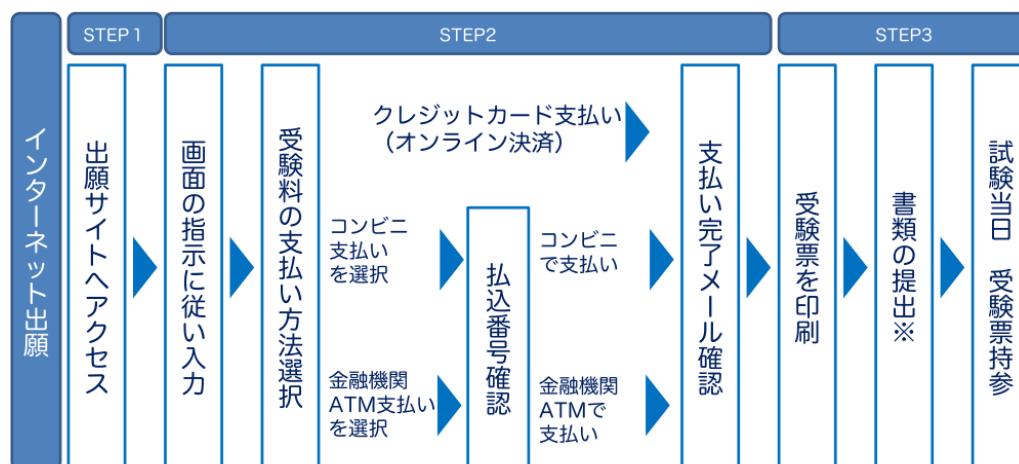 インターネット出願
STEP1
STEP2
STEP3
出願サイトへアクセス
画面の指示に従い入力
受験料の支払い方法選択
クレジットカード支払い
（オンライン決済）
コンビニ
支払い
を選択
金融機関
ATM支払い
を選択
払込番号確認
コンビニ
で支払い
金融機関
ATMで
支払い
支払い完了メール確認
受験票を印刷
書類の提出※
試験当日　受験票持参